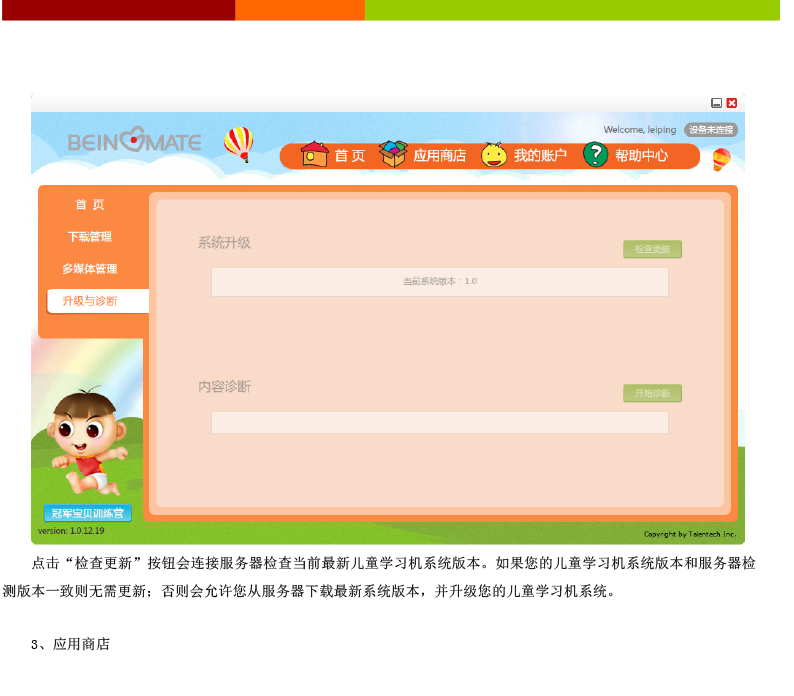 BEINMATE
Welcome, leiping 设备未连接
首 页 应用商店 我的账户 ? 帮助中心
首 页
下载管理
多媒体管理
升级与诊断
系统升级
检查更新
当前系统版本：1.0
内容诊断
开始诊断
冠军宝贝训练营
version: 1.0.12.19
Copyright by Talentech Inc.
点击“检查更新”按钮会连接服务器检查当前最新儿童学习机系统版本。如果您的儿童学习机系统版本和服务器检
测版本一致则无需更新；否则会允许您从服务器下载最新系统版本，并升级您的儿童学习机系统。
3、应用商店